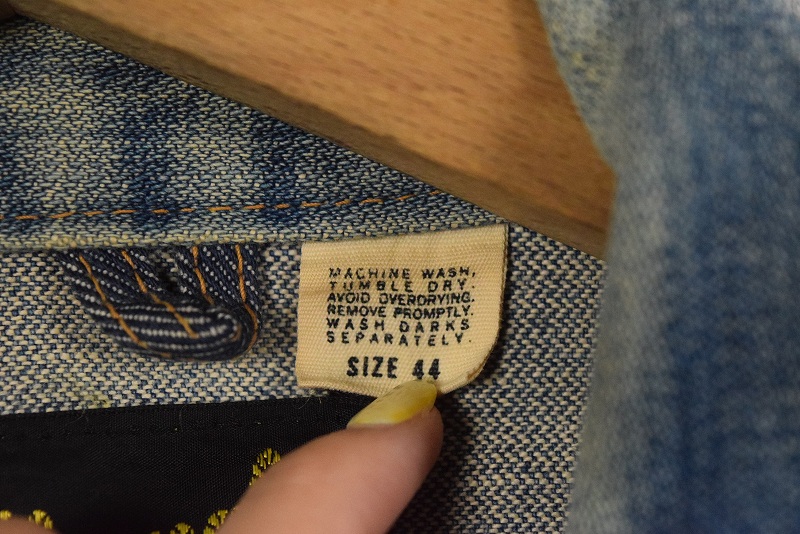 MACHINE WASH,
TUMBLE DRY.
AVOID OVERDRYING.
REMOVE PROMPTLY.
WASH DARKS
SEPARATELY.
SIZE 44